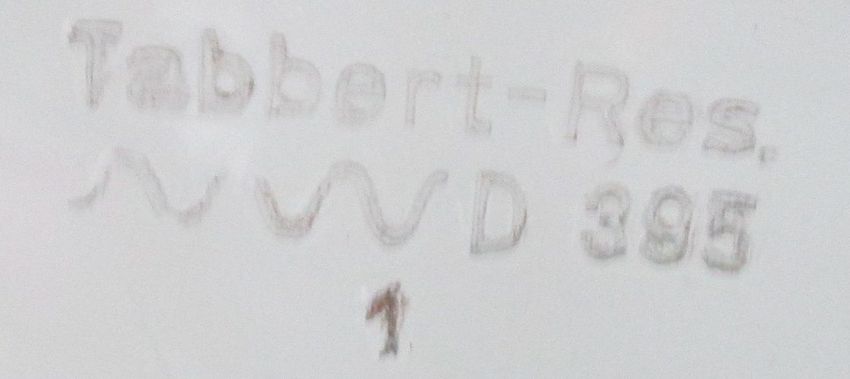 Tabbert-Res.
~ ~~ D 395
1